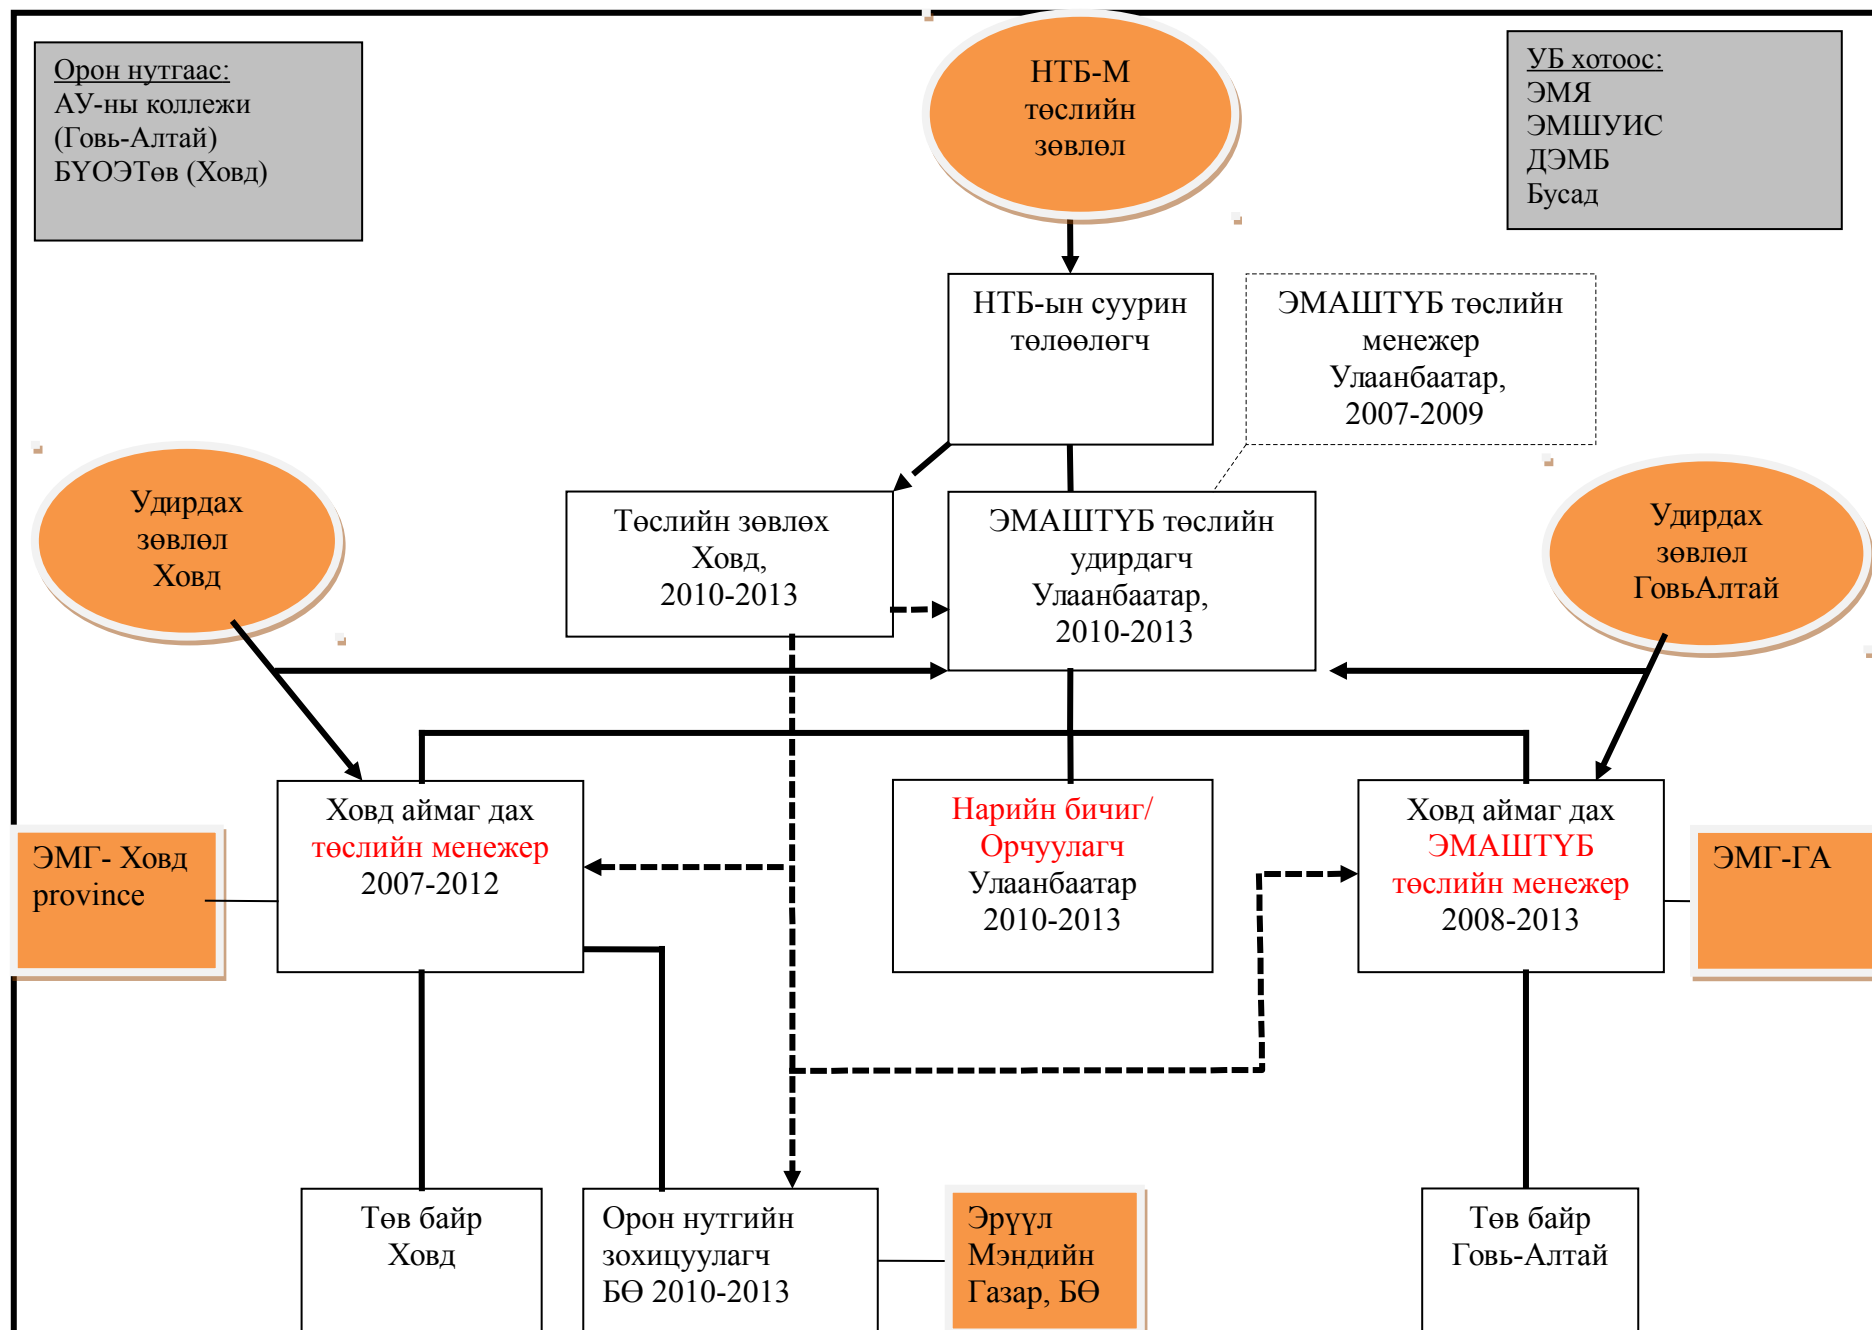 Орон нутгаас:
АУ-ны коллежи
(Говь-Алтай)
БҮОЭТөв (Ховд)
НТБ-М
төслийн
зөвлөл
УБ хотоос:
ЭМЯ
ЭМШУИС
ДЭМБ
Бусад
НТБ-ын суурин
төлөөлөгч
ЭМАШТҮБ төслийн
менежер
Улаанбаатар,
2007-2009
Удирдах
зөвлөл
Ховд
Төслийн зөвлөх
Ховд,
2010-2013
ЭМАШТҮБ төслийн
удирдагч
Улаанбаатар,
2010-2013
Удирдах
зөвлөл
ГовьАлтай
ЭМГ- Ховд
province
Ховд аймаг дах
төслийн менежер
2007-2012
Нарийн бичиг/
Орчуулагч
Улаанбаатар
2010-2013
Ховд аймаг дах
ЭМАШТҮБ
төслийн менежер
2008-2013
ЭМГ-ГА
Төв байр
Ховд
Орон нутгийн
зохицуулагч
БӨ 2010-2013
Эрүүл
Мэндийн
Газар, БӨ
Төв байр
Говь-Алтай